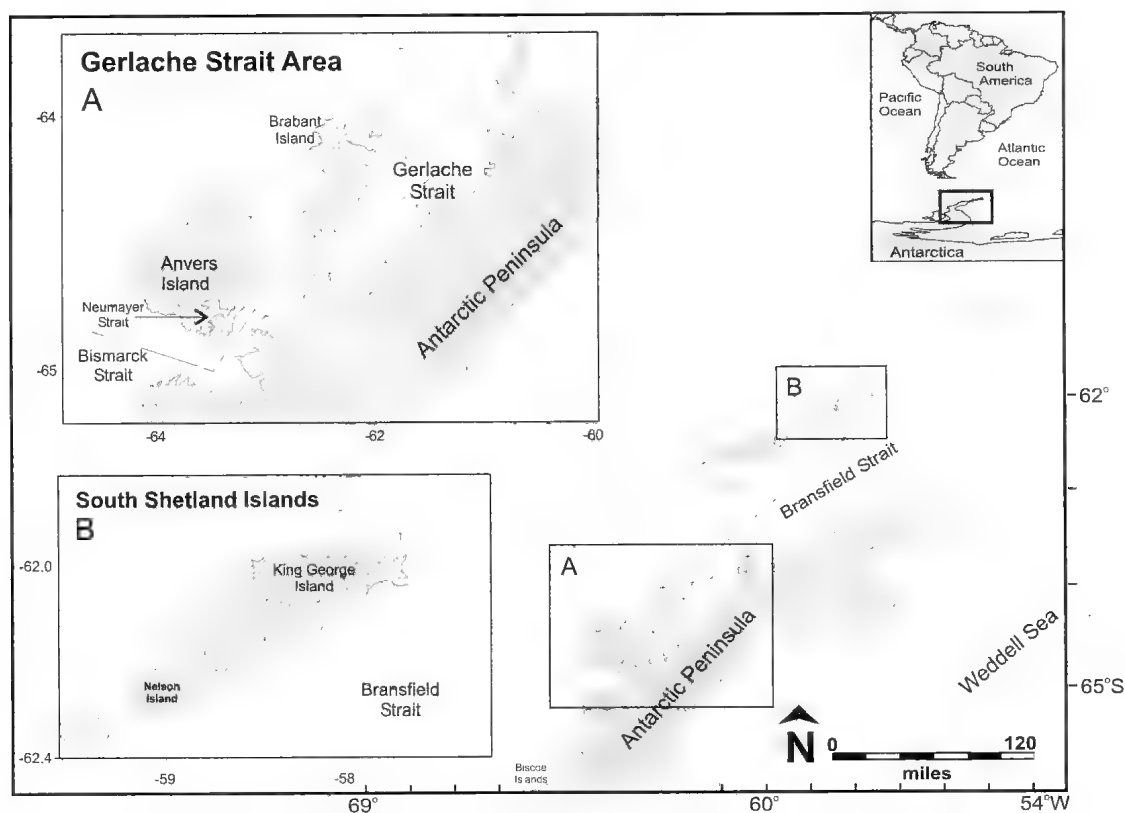 Gerlache Strait Area
A
-64
-65
-64
-62
-60
Brabant
Island
Gerlache
Strait
Anvers
Island
Neumayer
Strait
Bismarck
Strait
Antarctic Peninsula
South
America
Pacific
Ocean
Atlantic
Ocean
Antarctica
South Shetland Islands
B
-62.0
-62.4
-59
-58
King George
Island
Nelson
Island
Bransfield
Strait
B
Bransfield Strait
A
Antarctic Peninsula
Weddell Sea
Biscoe
Islands
N
0
120
miles
62°
65°S
69°
60°
54°W